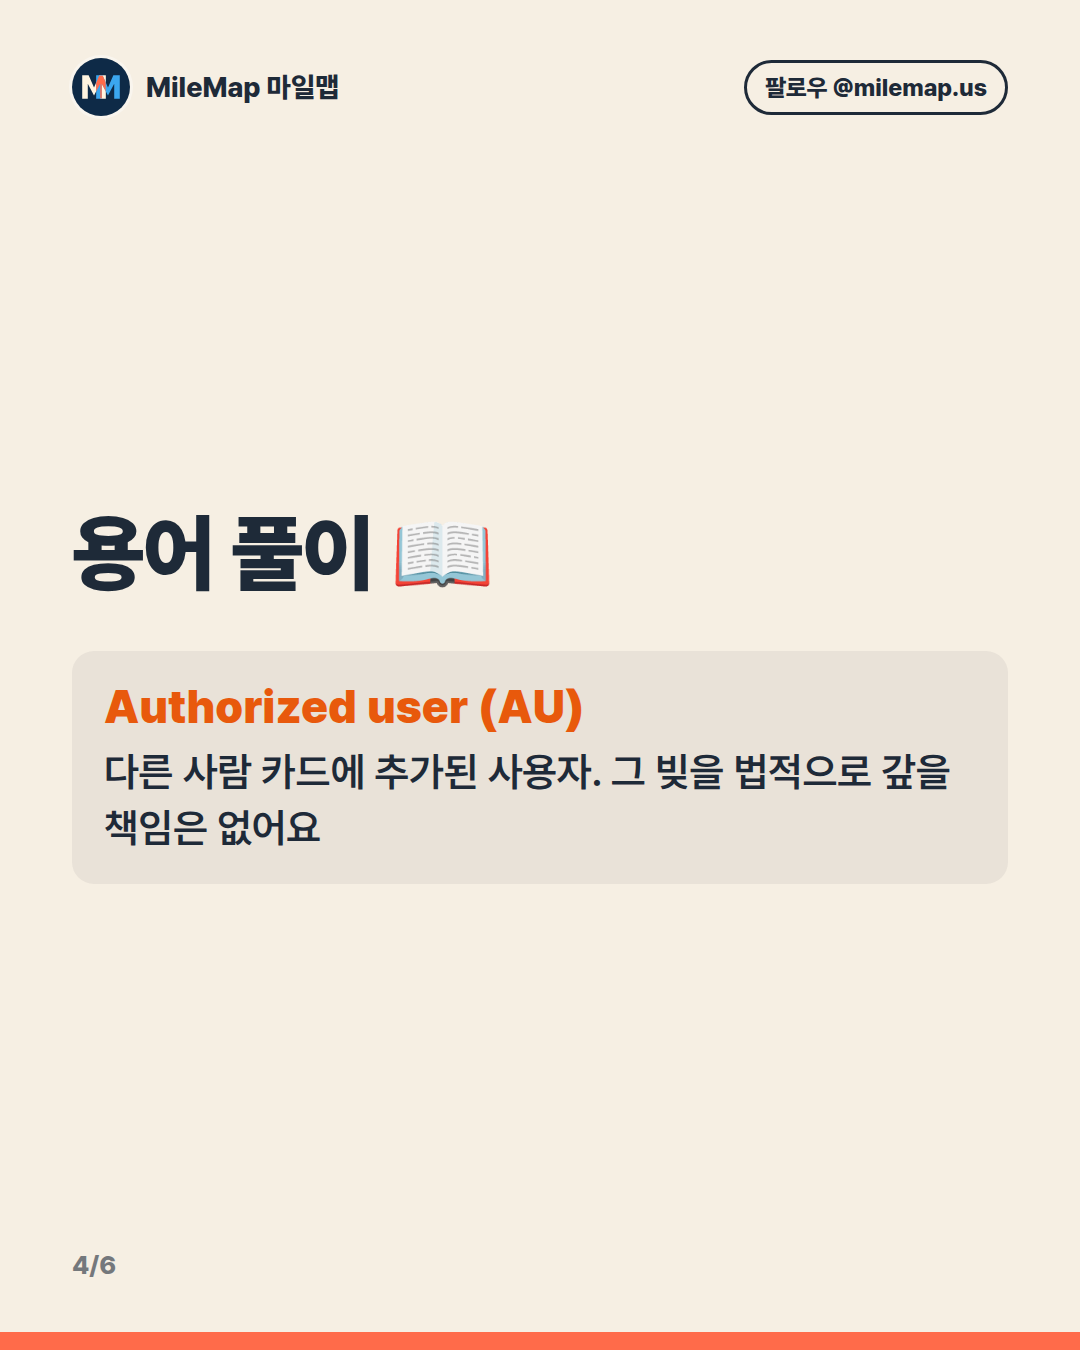 MM MileMap 마일맵
팔로우 @milemap.us
용어 풀이 📖
Authorized user (AU)
다른 사람 카드에 추가된 사용자. 그 빚을 법적으로 갚을
책임은 없어요
4/6